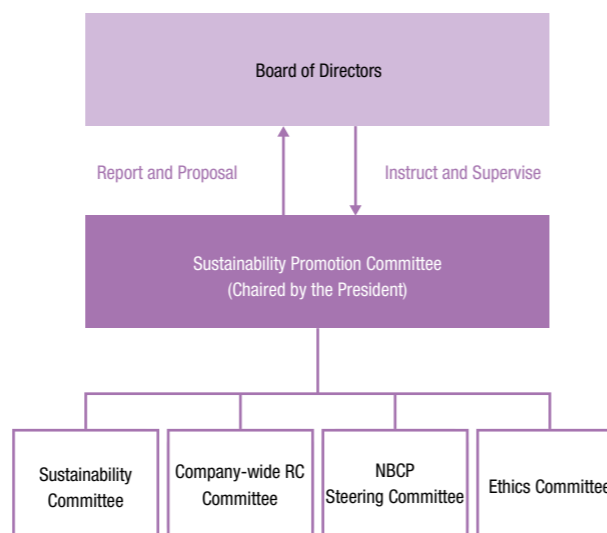 Board of Directors
Report and Proposal
Instruct and Supervise
Sustainability Promotion Committee
(Chaired by the President)
Sustainability
Committee
Company-wide RC
Committee
NBCP
Steering Committee
Ethics Committee